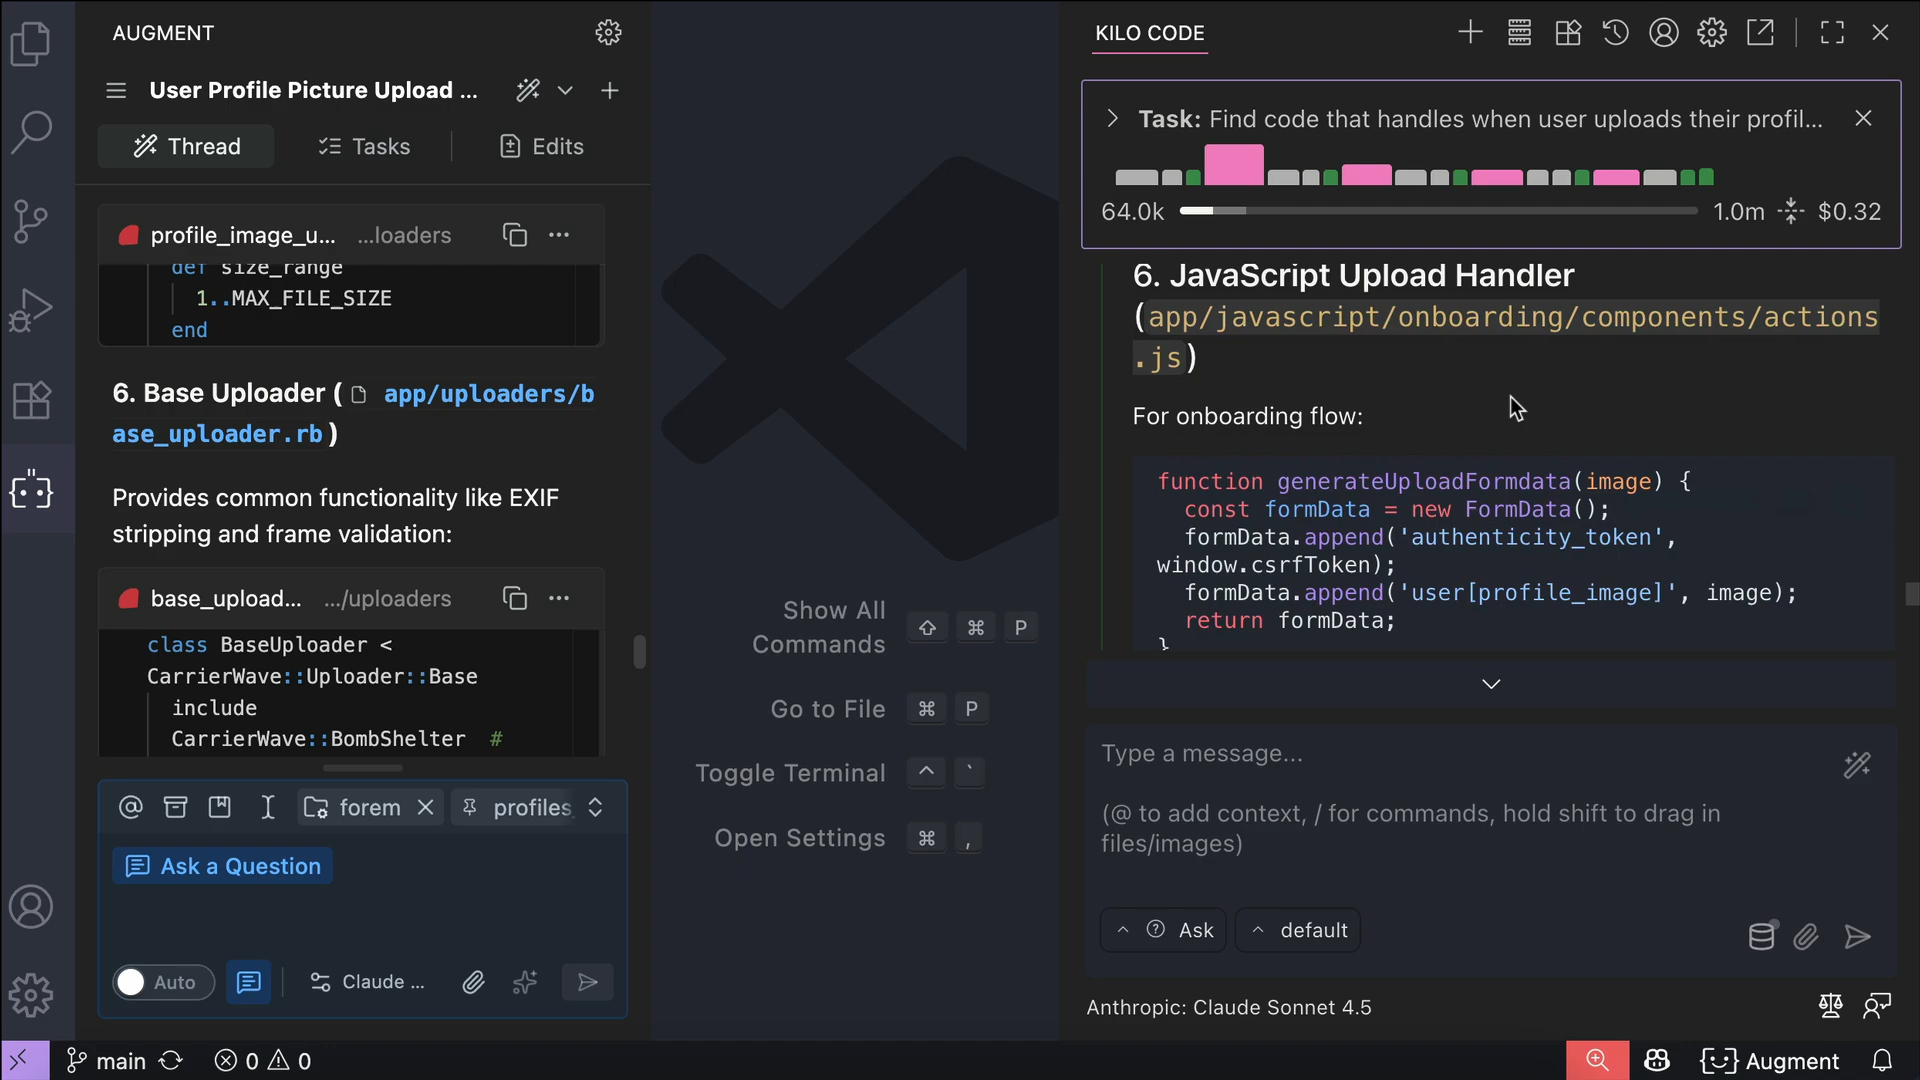 AUGMENT
User Profile Picture Upload ...
Thread
Tasks
Edits
profile_image_u... ...loaders
def size_range
1..MAX_FILE_SIZE
end
6. Base Uploader ( app/uploaders/b
ase_uploader.rb )
Provides common functionality like EXIF
stripping and frame validation:
base_upload... .../uploaders
class BaseUploader <
CarrierWave::Uploader::Base
include
CarrierWave::BombShelter #
forem
profiles
Ask a Question
Auto
Claude ...
Show All
Commands
⇧ ⌘ P
Go to File ⌘ P
Toggle Terminal ^ `
Open Settings ⌘ ,
KILO CODE
Task: Find code that handles when user uploads their profil...
64.0k 1.0m $0.32
6. JavaScript Upload Handler
(app/javascript/onboarding/components/actions
.js)
For onboarding flow:
function generateUploadFormdata(image) {
const formData = new FormData();
formData.append('authenticity_token',
window.csrfToken);
formData.append('user[profile_image]', image);
return formData;
}
Type a message...
(@ to add context, / for commands, hold shift to drag in
files/images)
Ask
default
Anthropic: Claude Sonnet 4.5
main
0 0
Augment